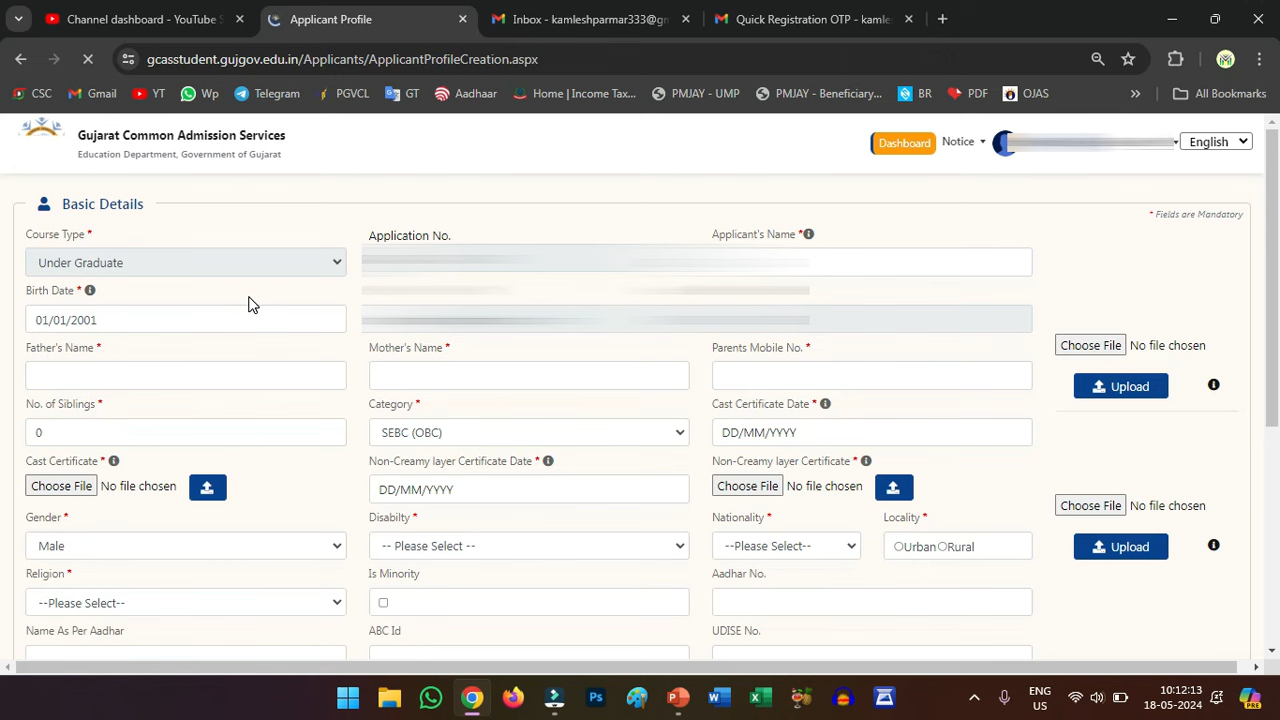 Channel dashboard - YouTube S
Applicant Profile
Inbox - kamleshparmar333@gm
Quick Registration OTP - kamle
gcasstudent.gujgov.edu.in/Applicants/ApplicantProfileCreation.aspx
CSC
Gmail
YT
Wp
Telegram
PGVCL
GT
Aadhaar
Home | Income Tax...
PMJAY - UMP
PMJAY - Beneficiary...
BR
PDF
OJAS
All Bookmarks
Gujarat Common Admission Services
Education Department, Government of Gujarat
Dashboard
Notice
English
Basic Details
* Fields are Mandatory
Course Type *
Application No.
Applicant's Name *
Under Graduate
Birth Date *
01/01/2001
Father's Name *
Mother's Name *
Parents Mobile No. *
Choose File No file chosen
Upload
No. of Siblings *
Category *
Cast Certificate Date *
0
SEBC (OBC)
DD/MM/YYYY
Cast Certificate *
Non-Creamy layer Certificate Date *
Non-Creamy layer Certificate *
Choose File No file chosen
DD/MM/YYYY
Choose File No file chosen
Choose File No file chosen
Gender *
Disabilty *
Nationality *
Locality *
Male
-- Please Select --
--Please Select--
Urban
Rural
Upload
Religion *
Is Minority
Aadhar No.
--Please Select--
Name As Per Aadhar
ABC Id
UDISE No.
ENG
US
10:12:13
18-05-2024